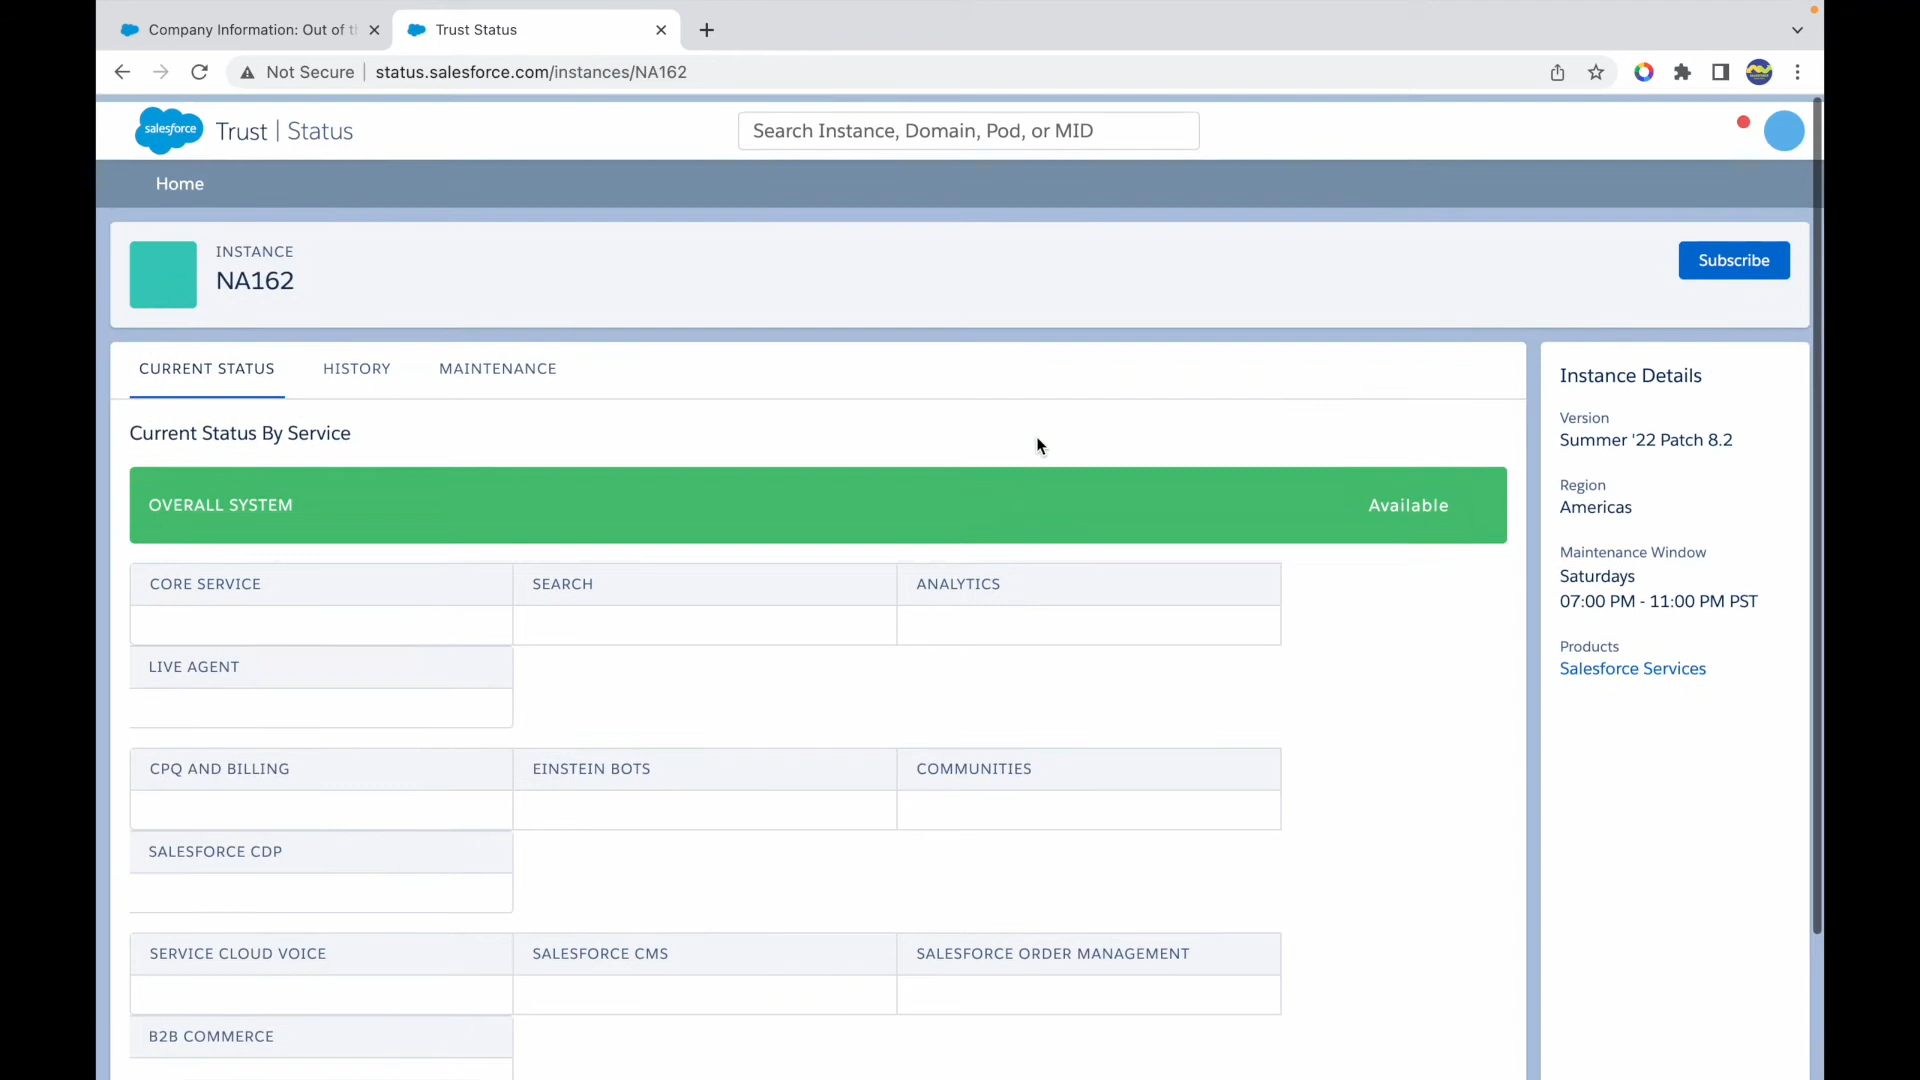 Company Information: Out of t
Trust Status
Not Secure
status.salesforce.com/instances/NA162
salesforce
Trust | Status
Search Instance, Domain, Pod, or MID
Home
INSTANCE
NA162
Subscribe
CURRENT STATUS
HISTORY
MAINTENANCE
Current Status By Service
OVERALL SYSTEM
Available
CORE SERVICE
SEARCH
ANALYTICS
LIVE AGENT
CPQ AND BILLING
EINSTEIN BOTS
COMMUNITIES
SALESFORCE CDP
SERVICE CLOUD VOICE
SALESFORCE CMS
SALESFORCE ORDER MANAGEMENT
B2B COMMERCE
Instance Details
Version
Summer '22 Patch 8.2
Region
Americas
Maintenance Window
Saturdays
07:00 PM - 11:00 PM PST
Products
Salesforce Services